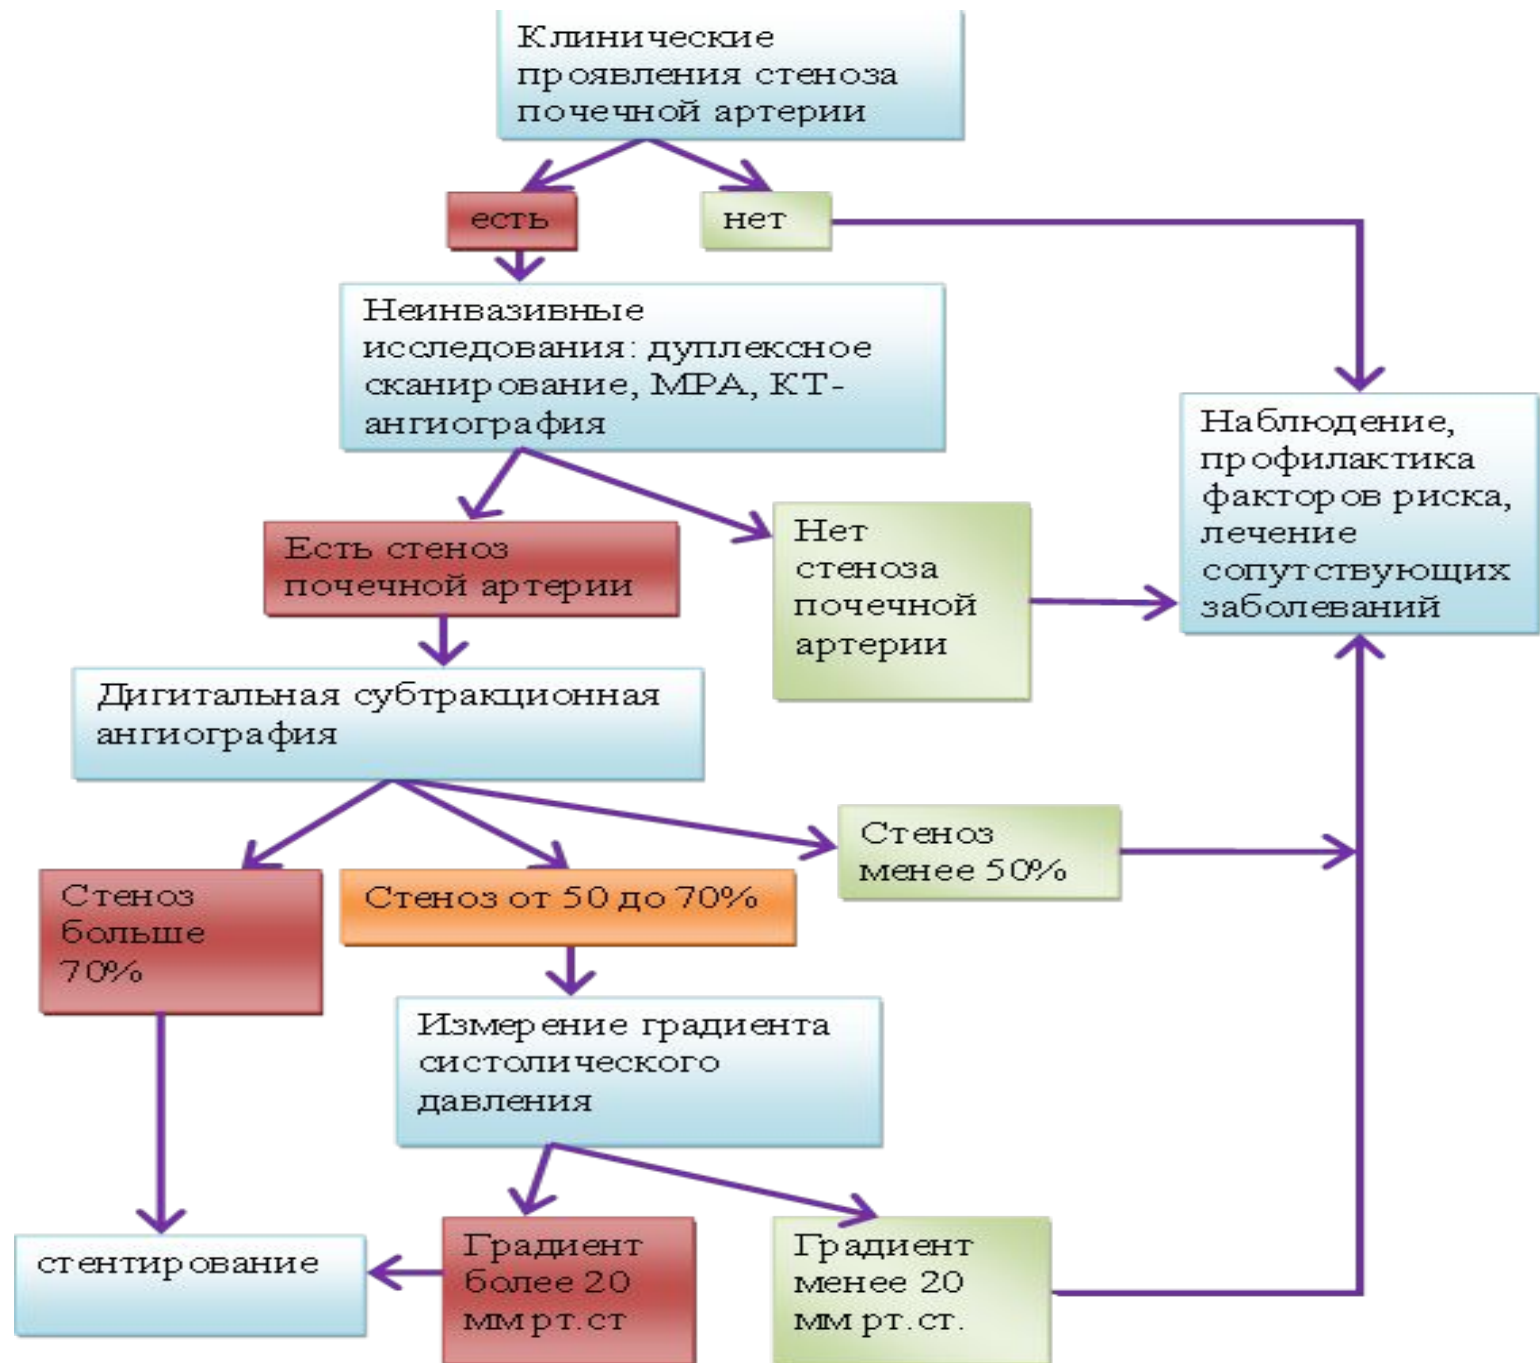 Клинические
проявления стеноза
почечной артерии
есть
нет
Неинвазивные
исследования: дуплексное
сканирование, МРА, КТ-
ангиография
Наблюдение,
профилактика
факторов риска,
лечение
сопутствующих
заболеваний
Есть стеноз
почечной артерии
Нет
стеноза
почечной
артерии
Дигитальная субтракционная
ангиография
Стеноз
менее 50%
Стеноз
больше
70%
Стеноз от 50 до 70%
Измерение градиента
систолического
давления
стентирование
Градиент
более 20
мм рт.ст
Градиент
менее 20
мм рт.ст.